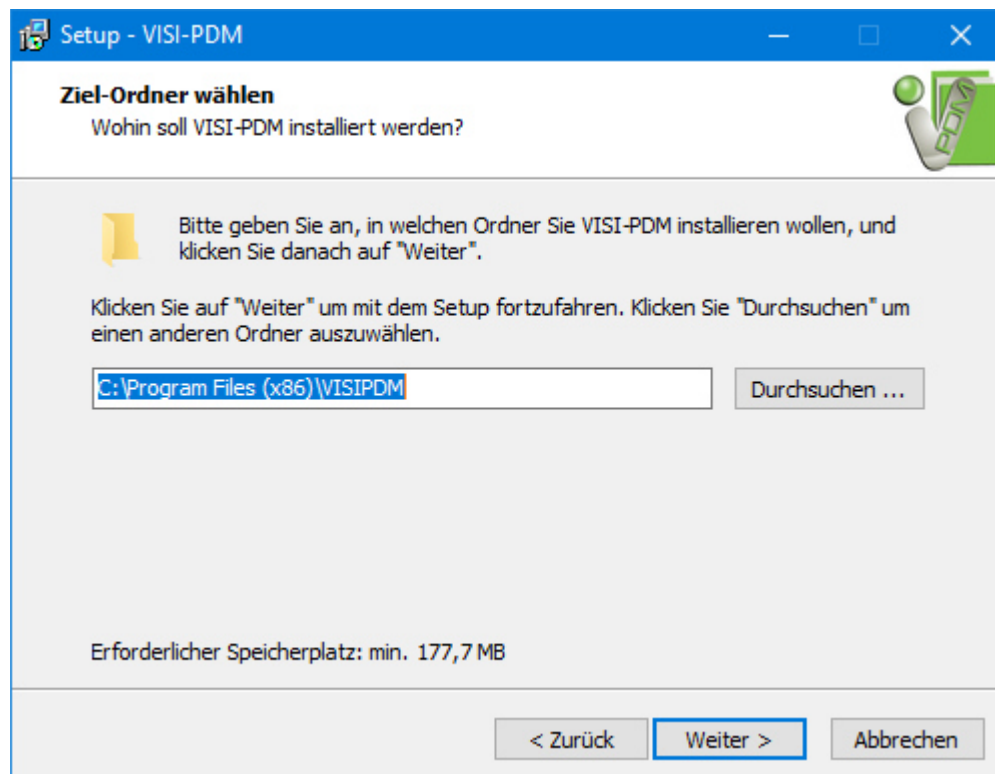 Setup - VISI-PDM
Ziel-Ordner wählen
Wohin soll VISI-PDM installiert werden?
PDM
Bitte geben Sie an, in welchen Ordner Sie VISI-PDM installieren wollen, und
klicken Sie danach auf "Weiter".
Klicken Sie auf "Weiter" um mit dem Setup fortzufahren. Klicken Sie "Durchsuchen" um
einen anderen Ordner auszuwählen.
C:\Program Files (x86)\VISIPDM
Durchsuchen ...
Erforderlicher Speicherplatz: min. 177,7 MB
< Zurück
Weiter >
Abbrechen